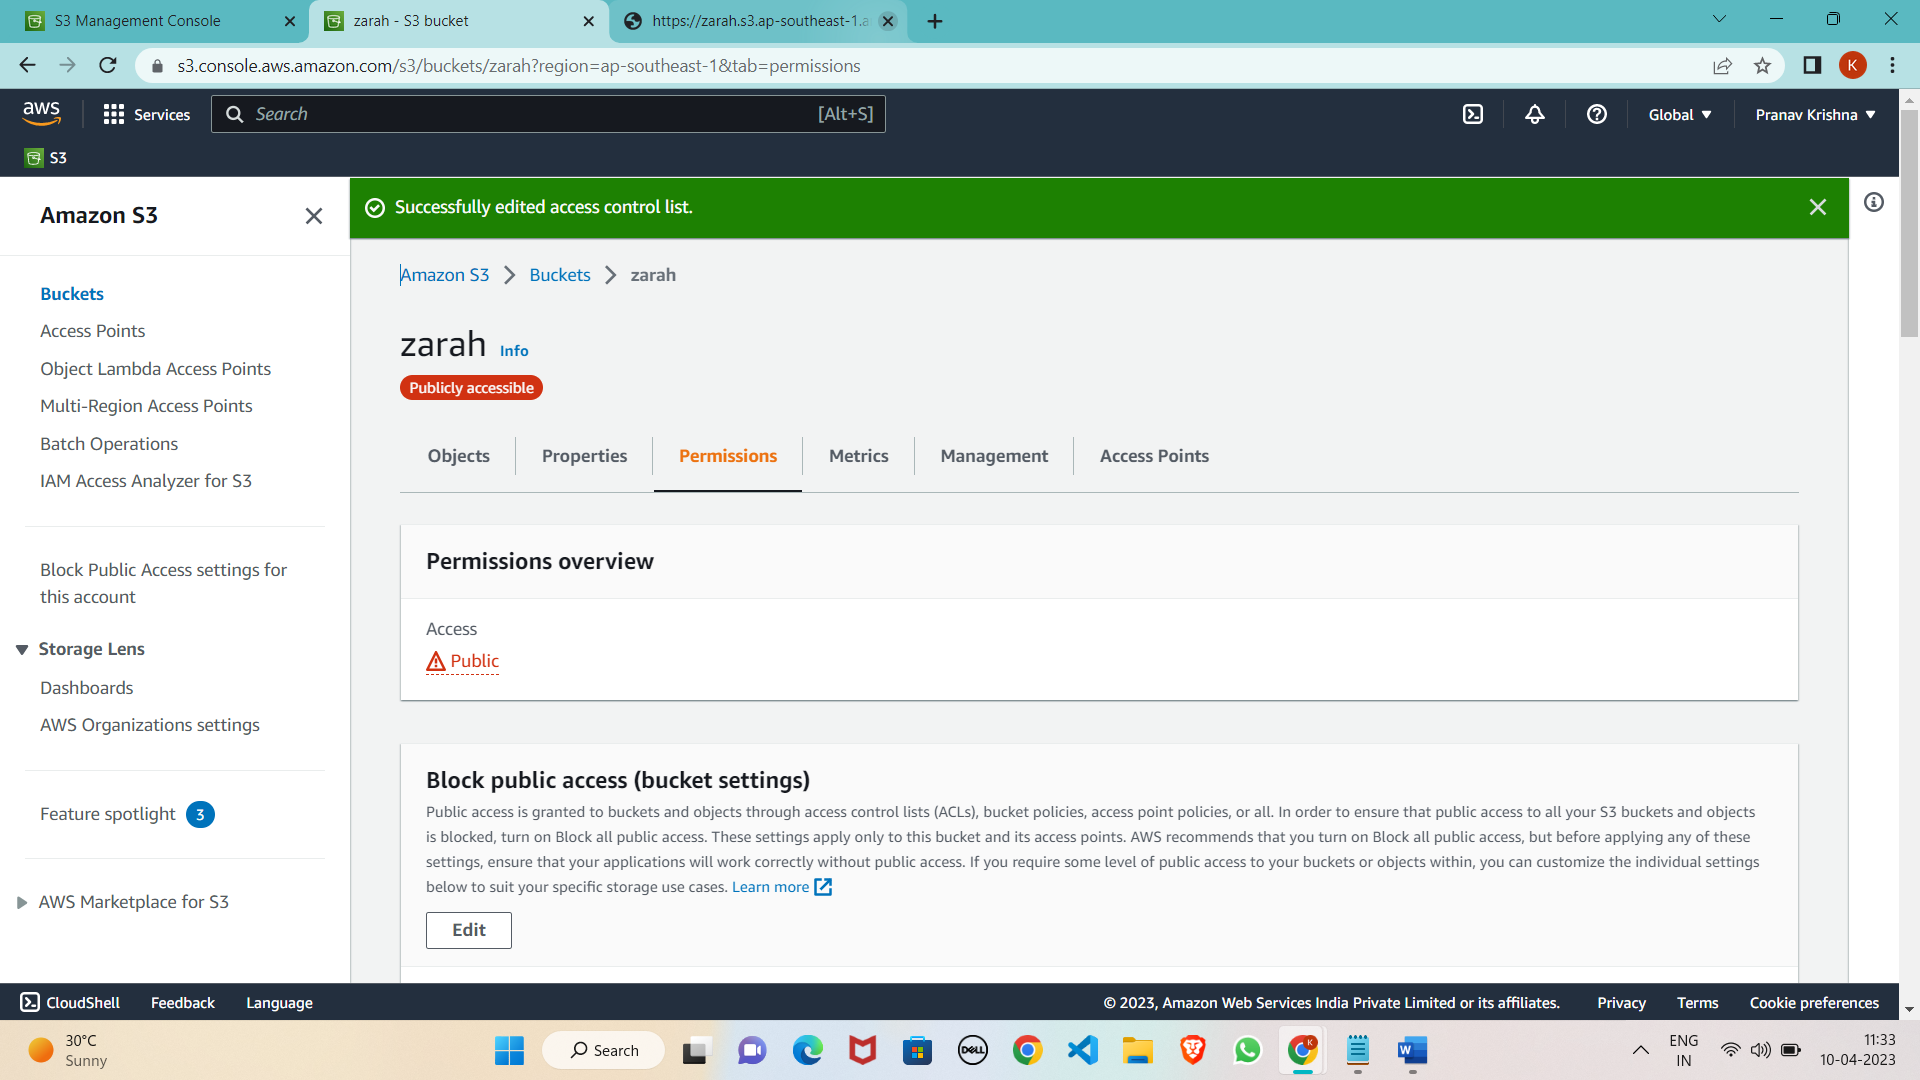 S3 Management Console
zarah - S3 bucket
https://zarah.s3.ap-southeast-1.a
s3.console.aws.amazon.com/s3/buckets/zarah?region=ap-southeast-1&tab=permissions
K
aws
Services
Search
[Alt+S]
Global
Pranav Krishna
S3
Amazon S3
Successfully edited access control list.
Buckets
Access Points
Object Lambda Access Points
Multi-Region Access Points
Batch Operations
IAM Access Analyzer for S3
Block Public Access settings for
this account
Storage Lens
Dashboards
AWS Organizations settings
Feature spotlight 3
AWS Marketplace for S3
Amazon S3 > Buckets > zarah
zarah Info
Publicly accessible
Objects
Properties
Permissions
Metrics
Management
Access Points
Permissions overview
Access
Public
Block public access (bucket settings)
Public access is granted to buckets and objects through access control lists (ACLs), bucket policies, access point policies, or all. In order to ensure that public access to all your S3 buckets and objects
is blocked, turn on Block all public access. These settings apply only to this bucket and its access points. AWS recommends that you turn on Block all public access, but before applying any of these
settings, ensure that your applications will work correctly without public access. If you require some level of public access to your buckets or objects within, you can customize the individual settings
below to suit your specific storage use cases. Learn more
Edit
CloudShell
Feedback
Language
© 2023, Amazon Web Services India Private Limited or its affiliates.
Privacy
Terms
Cookie preferences
30°C
Sunny
Search
DELL
K
W
ENG
IN
11:33
10-04-2023